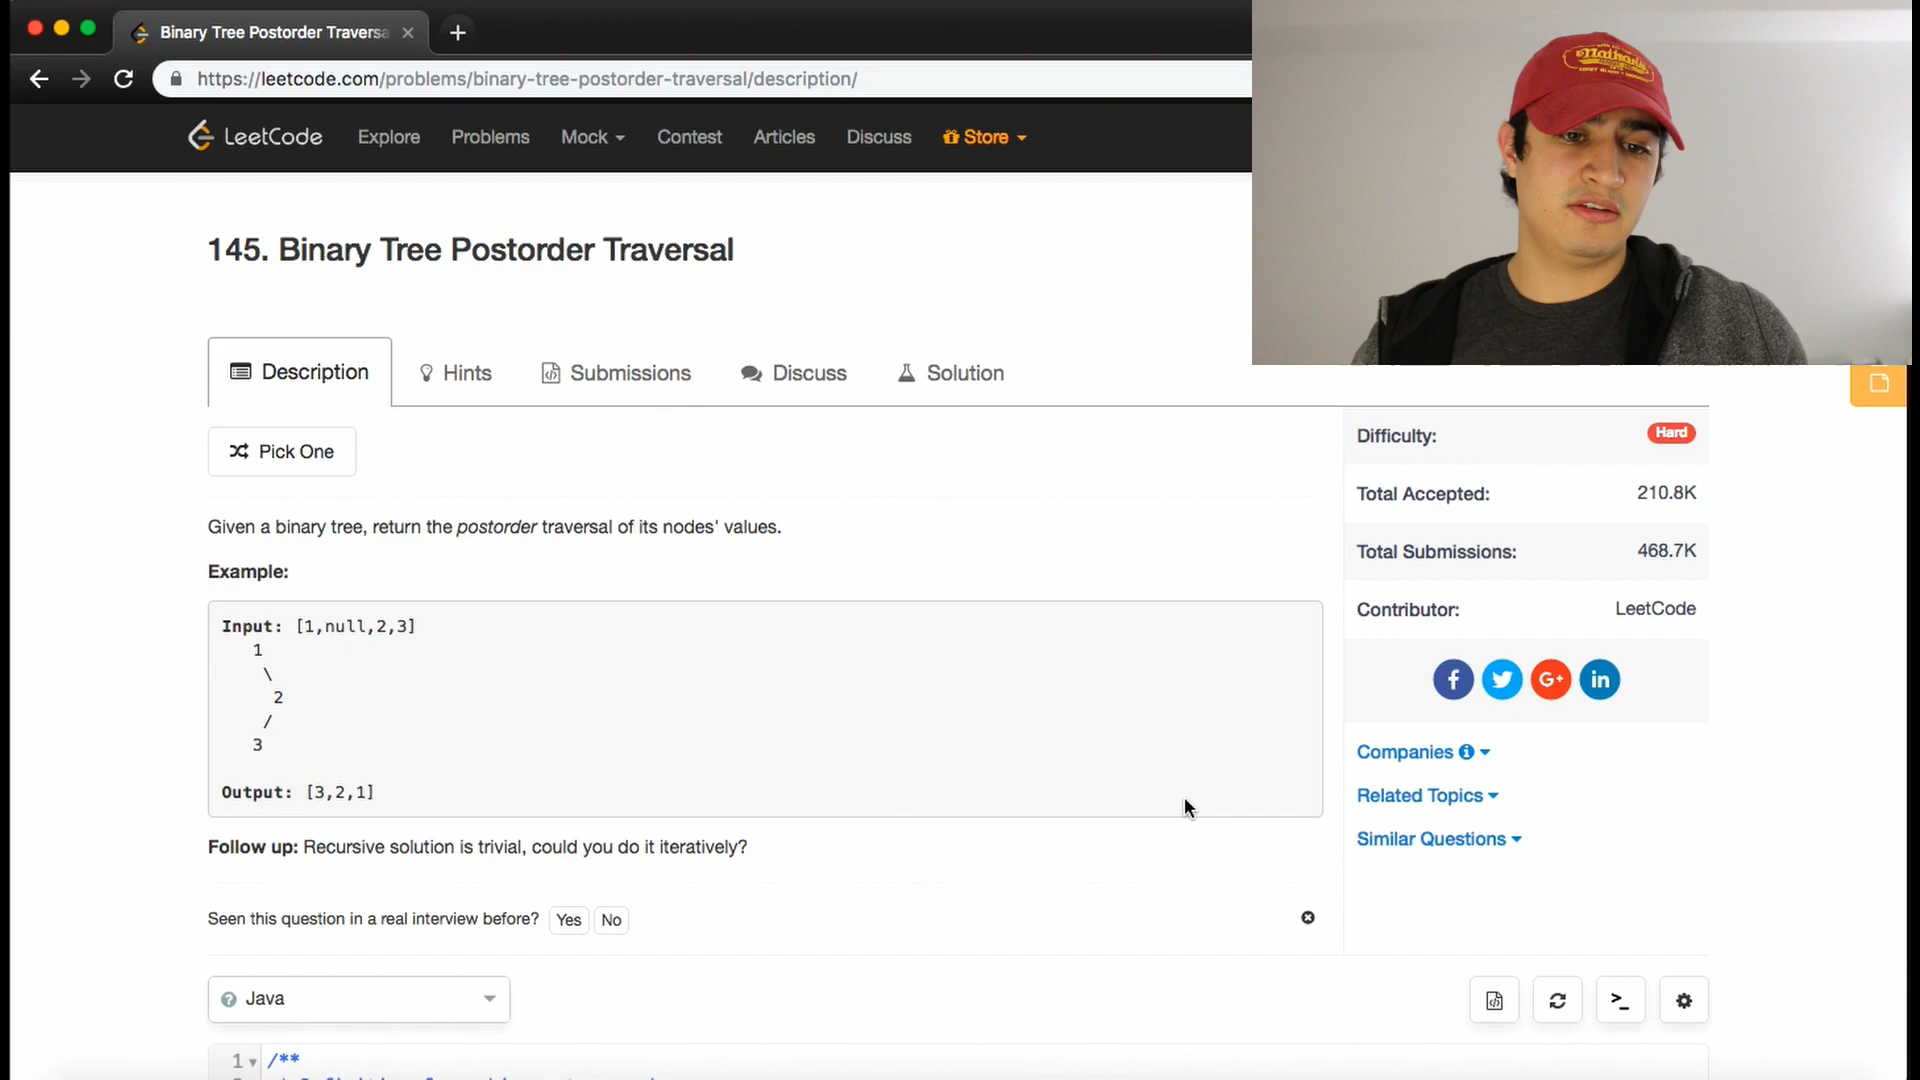 Binary Tree Postorder Traversa
https://leetcode.com/problems/binary-tree-postorder-traversal/description/
LeetCode Explore Problems Mock Contest Articles Discuss Store
Nathan's
145. Binary Tree Postorder Traversal
Description Hints Submissions Discuss Solution
Pick One
Difficulty: Hard
Total Accepted: 210.8K
Total Submissions: 468.7K
Contributor: LeetCode
Companies
Related Topics
Similar Questions
Given a binary tree, return the postorder traversal of its nodes' values.
Example:
Input: [1,null,2,3]
1
\
2
/
3
Output: [3,2,1]
Follow up: Recursive solution is trivial, could you do it iteratively?
Seen this question in a real interview before? Yes No
Java
>_
1 /**